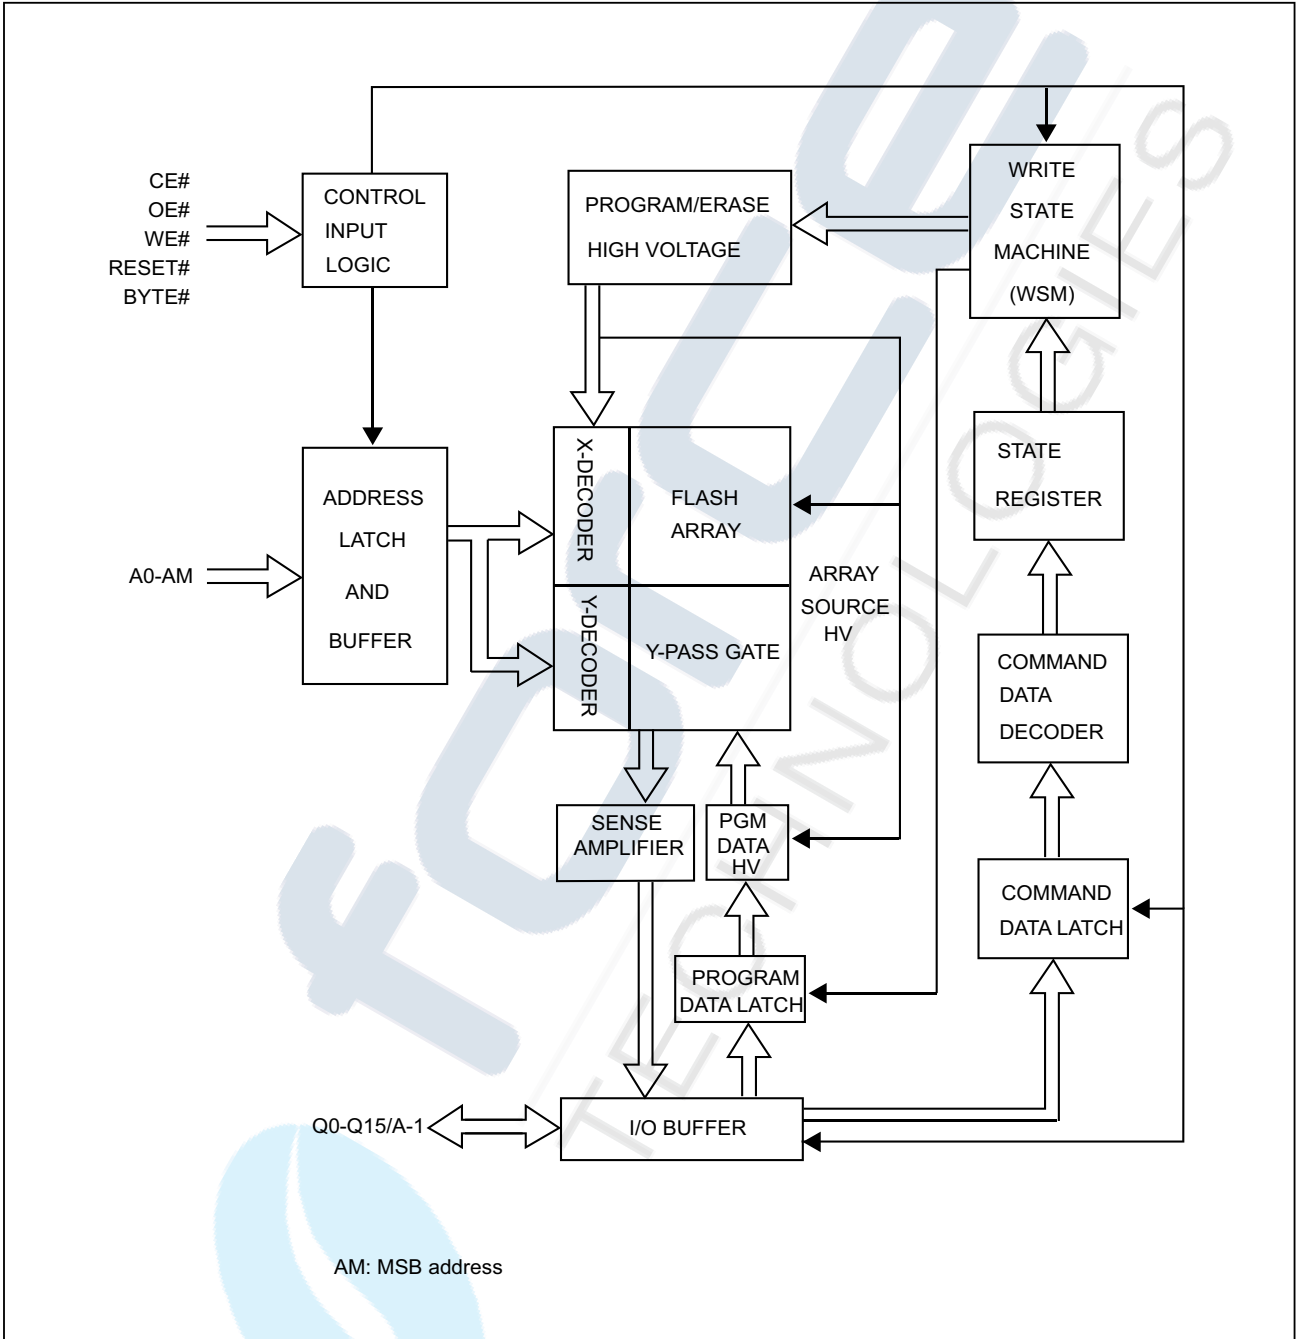 CE#
OE#
WE#
RESET#
BYTE#
CONTROL
INPUT
LOGIC
PROGRAM/ERASE
HIGH VOLTAGE
WRITE
STATE
MACHINE
(WSM)
STATE
REGISTER
A0-AM
ADDRESS
LATCH
AND
BUFFER
X-DECODER
FLASH
ARRAY
Y-DECODER
Y-PASS GATE
ARRAY
SOURCE
HV
COMMAND
DATA
DECODER
SENSE
AMPLIFIER
PGM
DATA
HV
COMMAND
DATA LATCH
PROGRAM
DATA LATCH
Q0-Q15/A-1
I/O BUFFER
AM: MSB address
force
TECHNOLOGIES